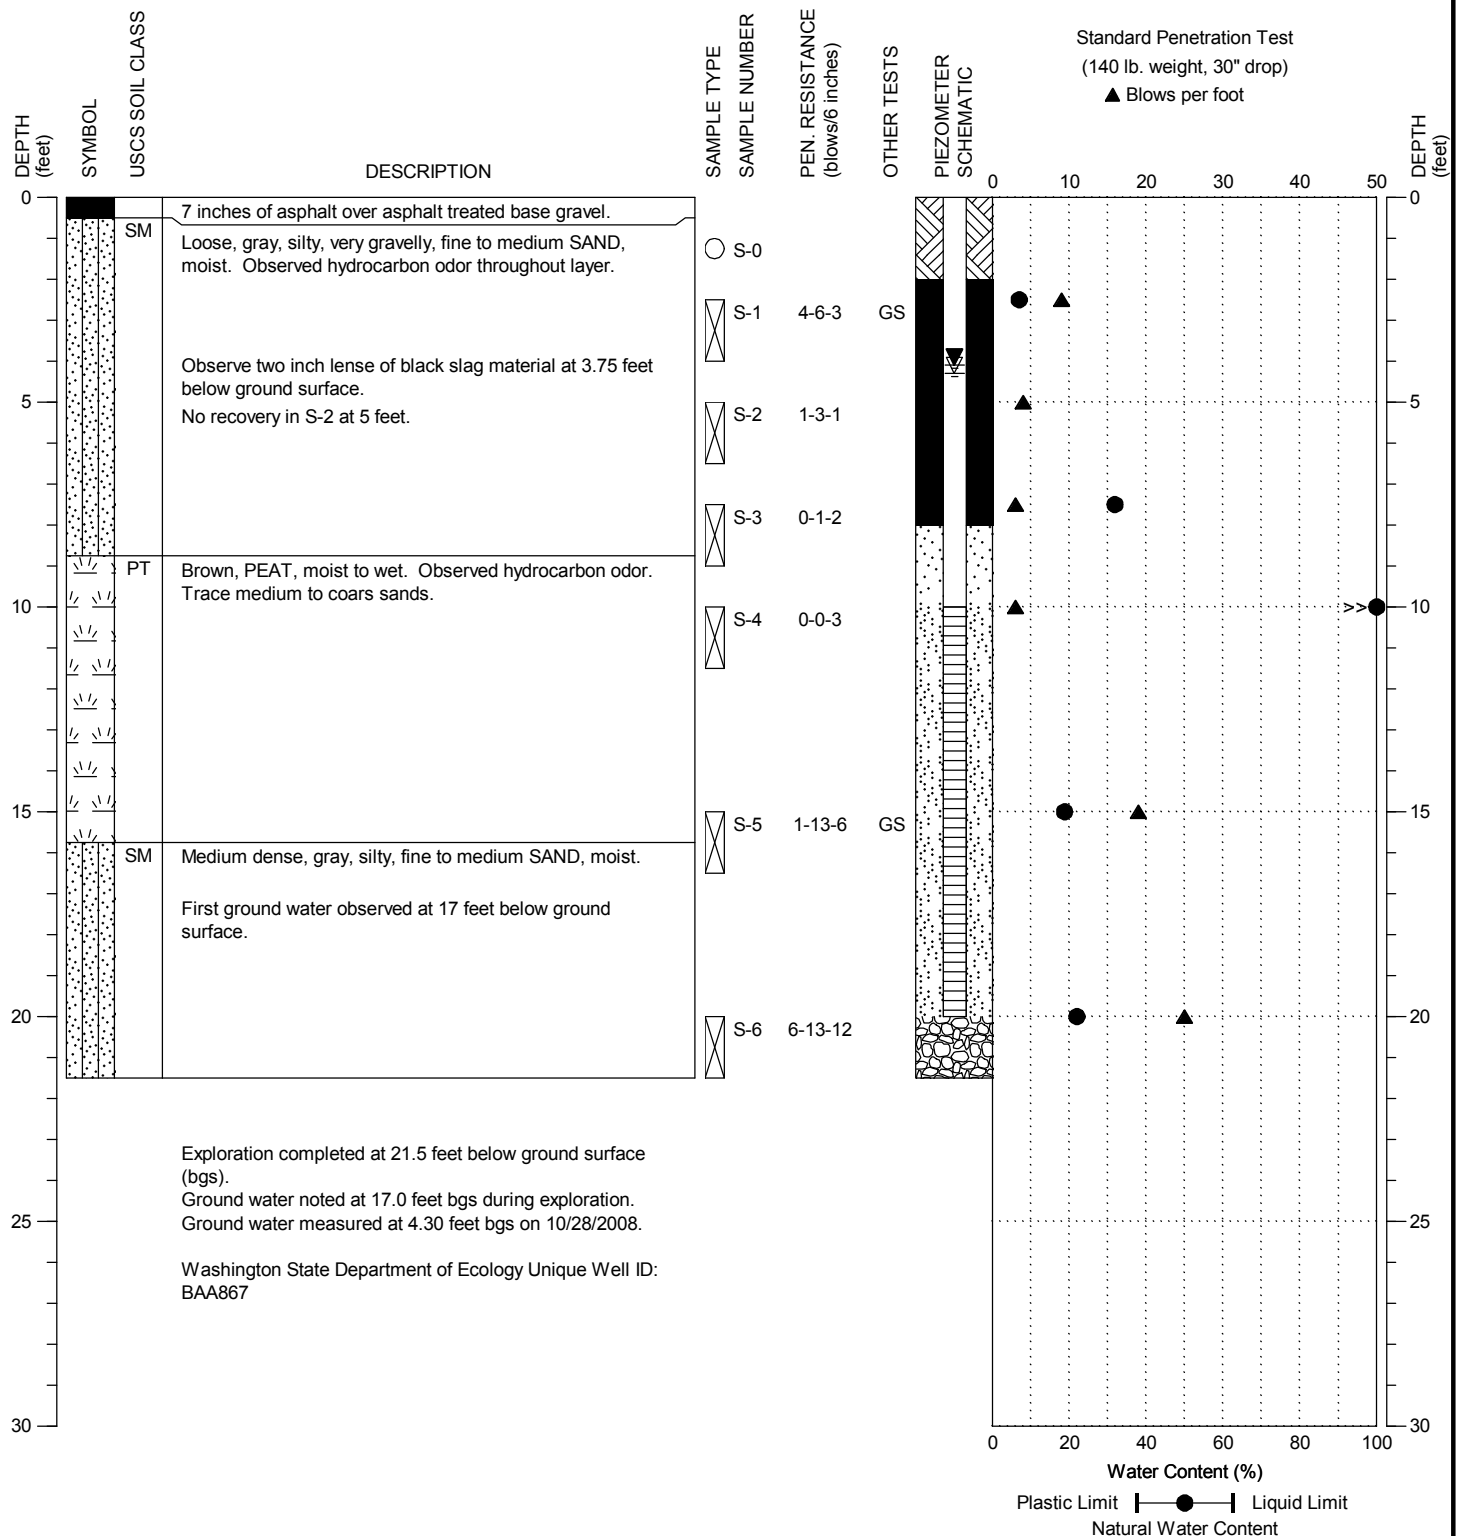 DEPTH
(feet)
SYMBOL
USCS SOIL CLASS
DESCRIPTION
SAMPLE TYPE
SAMPLE NUMBER
PEN. RESISTANCE
(blows/6 inches)
OTHER TESTS
PIEZOMETER
SCHEMATIC
Standard Penetration Test
(140 lb. weight, 30" drop)
▲ Blows per foot
DEPTH
(feet)
0 10 20 30 40 50
0
5
10
15
20
25
30
7 inches of asphalt over asphalt treated base gravel.
SM
Loose, gray, silty, very gravelly, fine to medium SAND,
moist. Observed hydrocarbon odor throughout layer.
S-0
S-1 4-6-3 GS
Observe two inch lense of black slag material at 3.75 feet
below ground surface.
No recovery in S-2 at 5 feet.
S-2 1-3-1
S-3 0-1-2
PT
Brown, PEAT, moist to wet. Observed hydrocarbon odor.
Trace medium to coars sands.
S-4 0-0-3
>>
S-5 1-13-6 GS
SM
Medium dense, gray, silty, fine to medium SAND, moist.
First ground water observed at 17 feet below ground
surface.
S-6 6-13-12
Exploration completed at 21.5 feet below ground surface
(bgs).
Ground water noted at 17.0 feet bgs during exploration.
Ground water measured at 4.30 feet bgs on 10/28/2008.
Washington State Department of Ecology Unique Well ID:
BAA867
0
5
10
15
20
25
30
0 20 40 60 80 100
Water Content (%)
Plastic Limit Liquid Limit
Natural Water Content